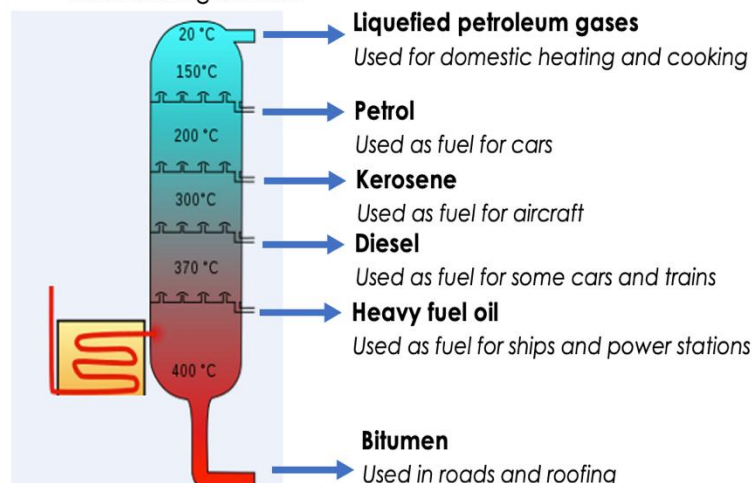 20 °C
Liquefied petroleum gases
Used for domestic heating and cooking
150°C
Petrol
Used as fuel for cars
200 °C
Kerosene
Used as fuel for aircraft
300°C
Diesel
Used as fuel for some cars and trains
370 °C
Heavy fuel oil
Used as fuel for ships and power stations
400 °C
Bitumen
Used in roads and roofing